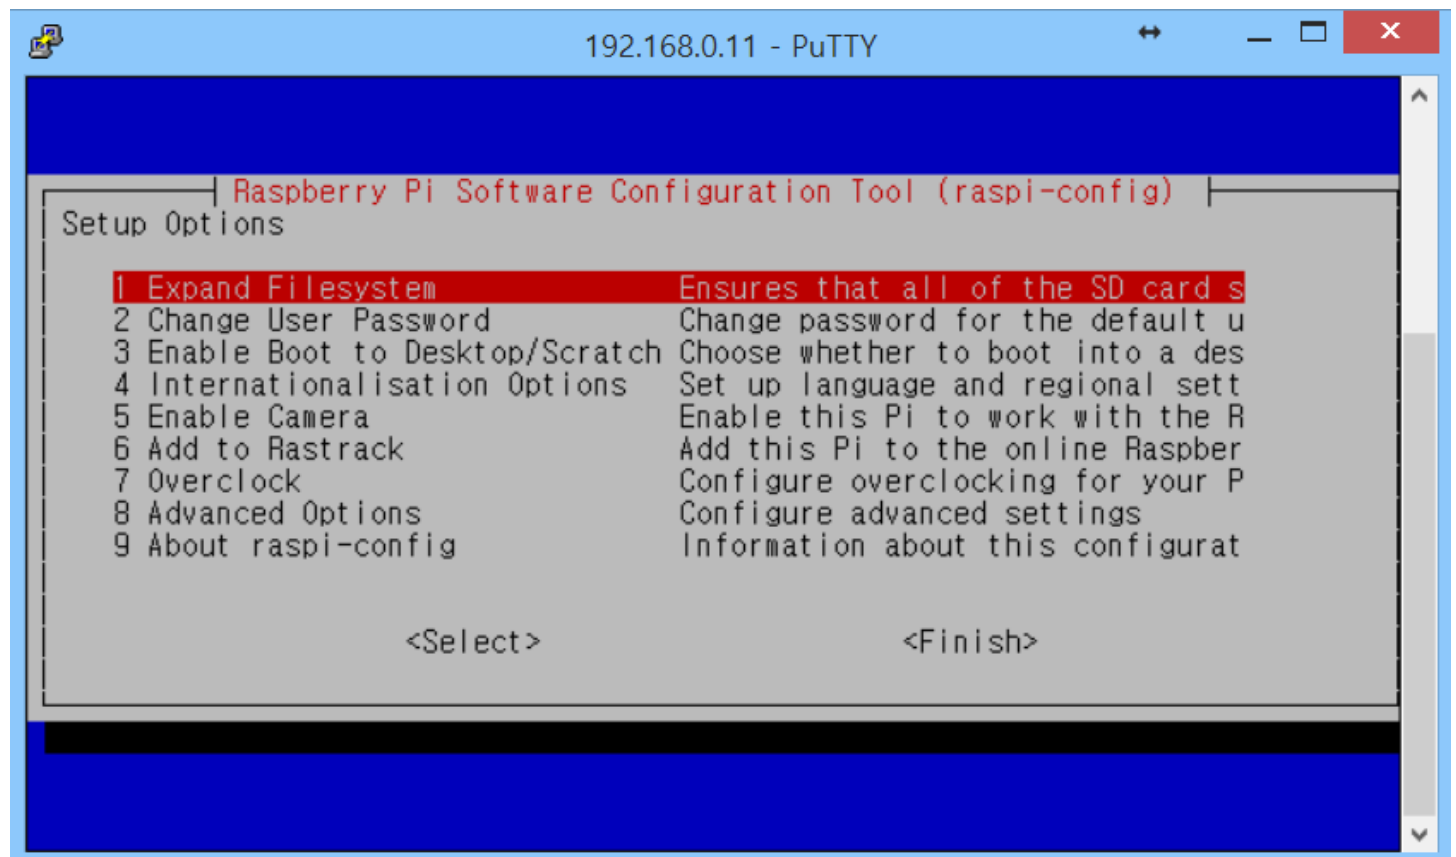 192.168.0.11 - PuTTY
Raspberry Pi Software Configuration Tool (raspi-config)
Setup Options
1 Expand Filesystem Ensures that all of the SD card s
2 Change User Password Change password for the default u
3 Enable Boot to Desktop/Scratch Choose whether to boot into a des
4 Internationalisation Options Set up language and regional sett
5 Enable Camera Enable this Pi to work with the R
6 Add to Rastrack Add this Pi to the online Raspber
7 Overclock Configure overclocking for your P
8 Advanced Options Configure advanced settings
9 About raspi-config Information about this configurat
<Select> <Finish>